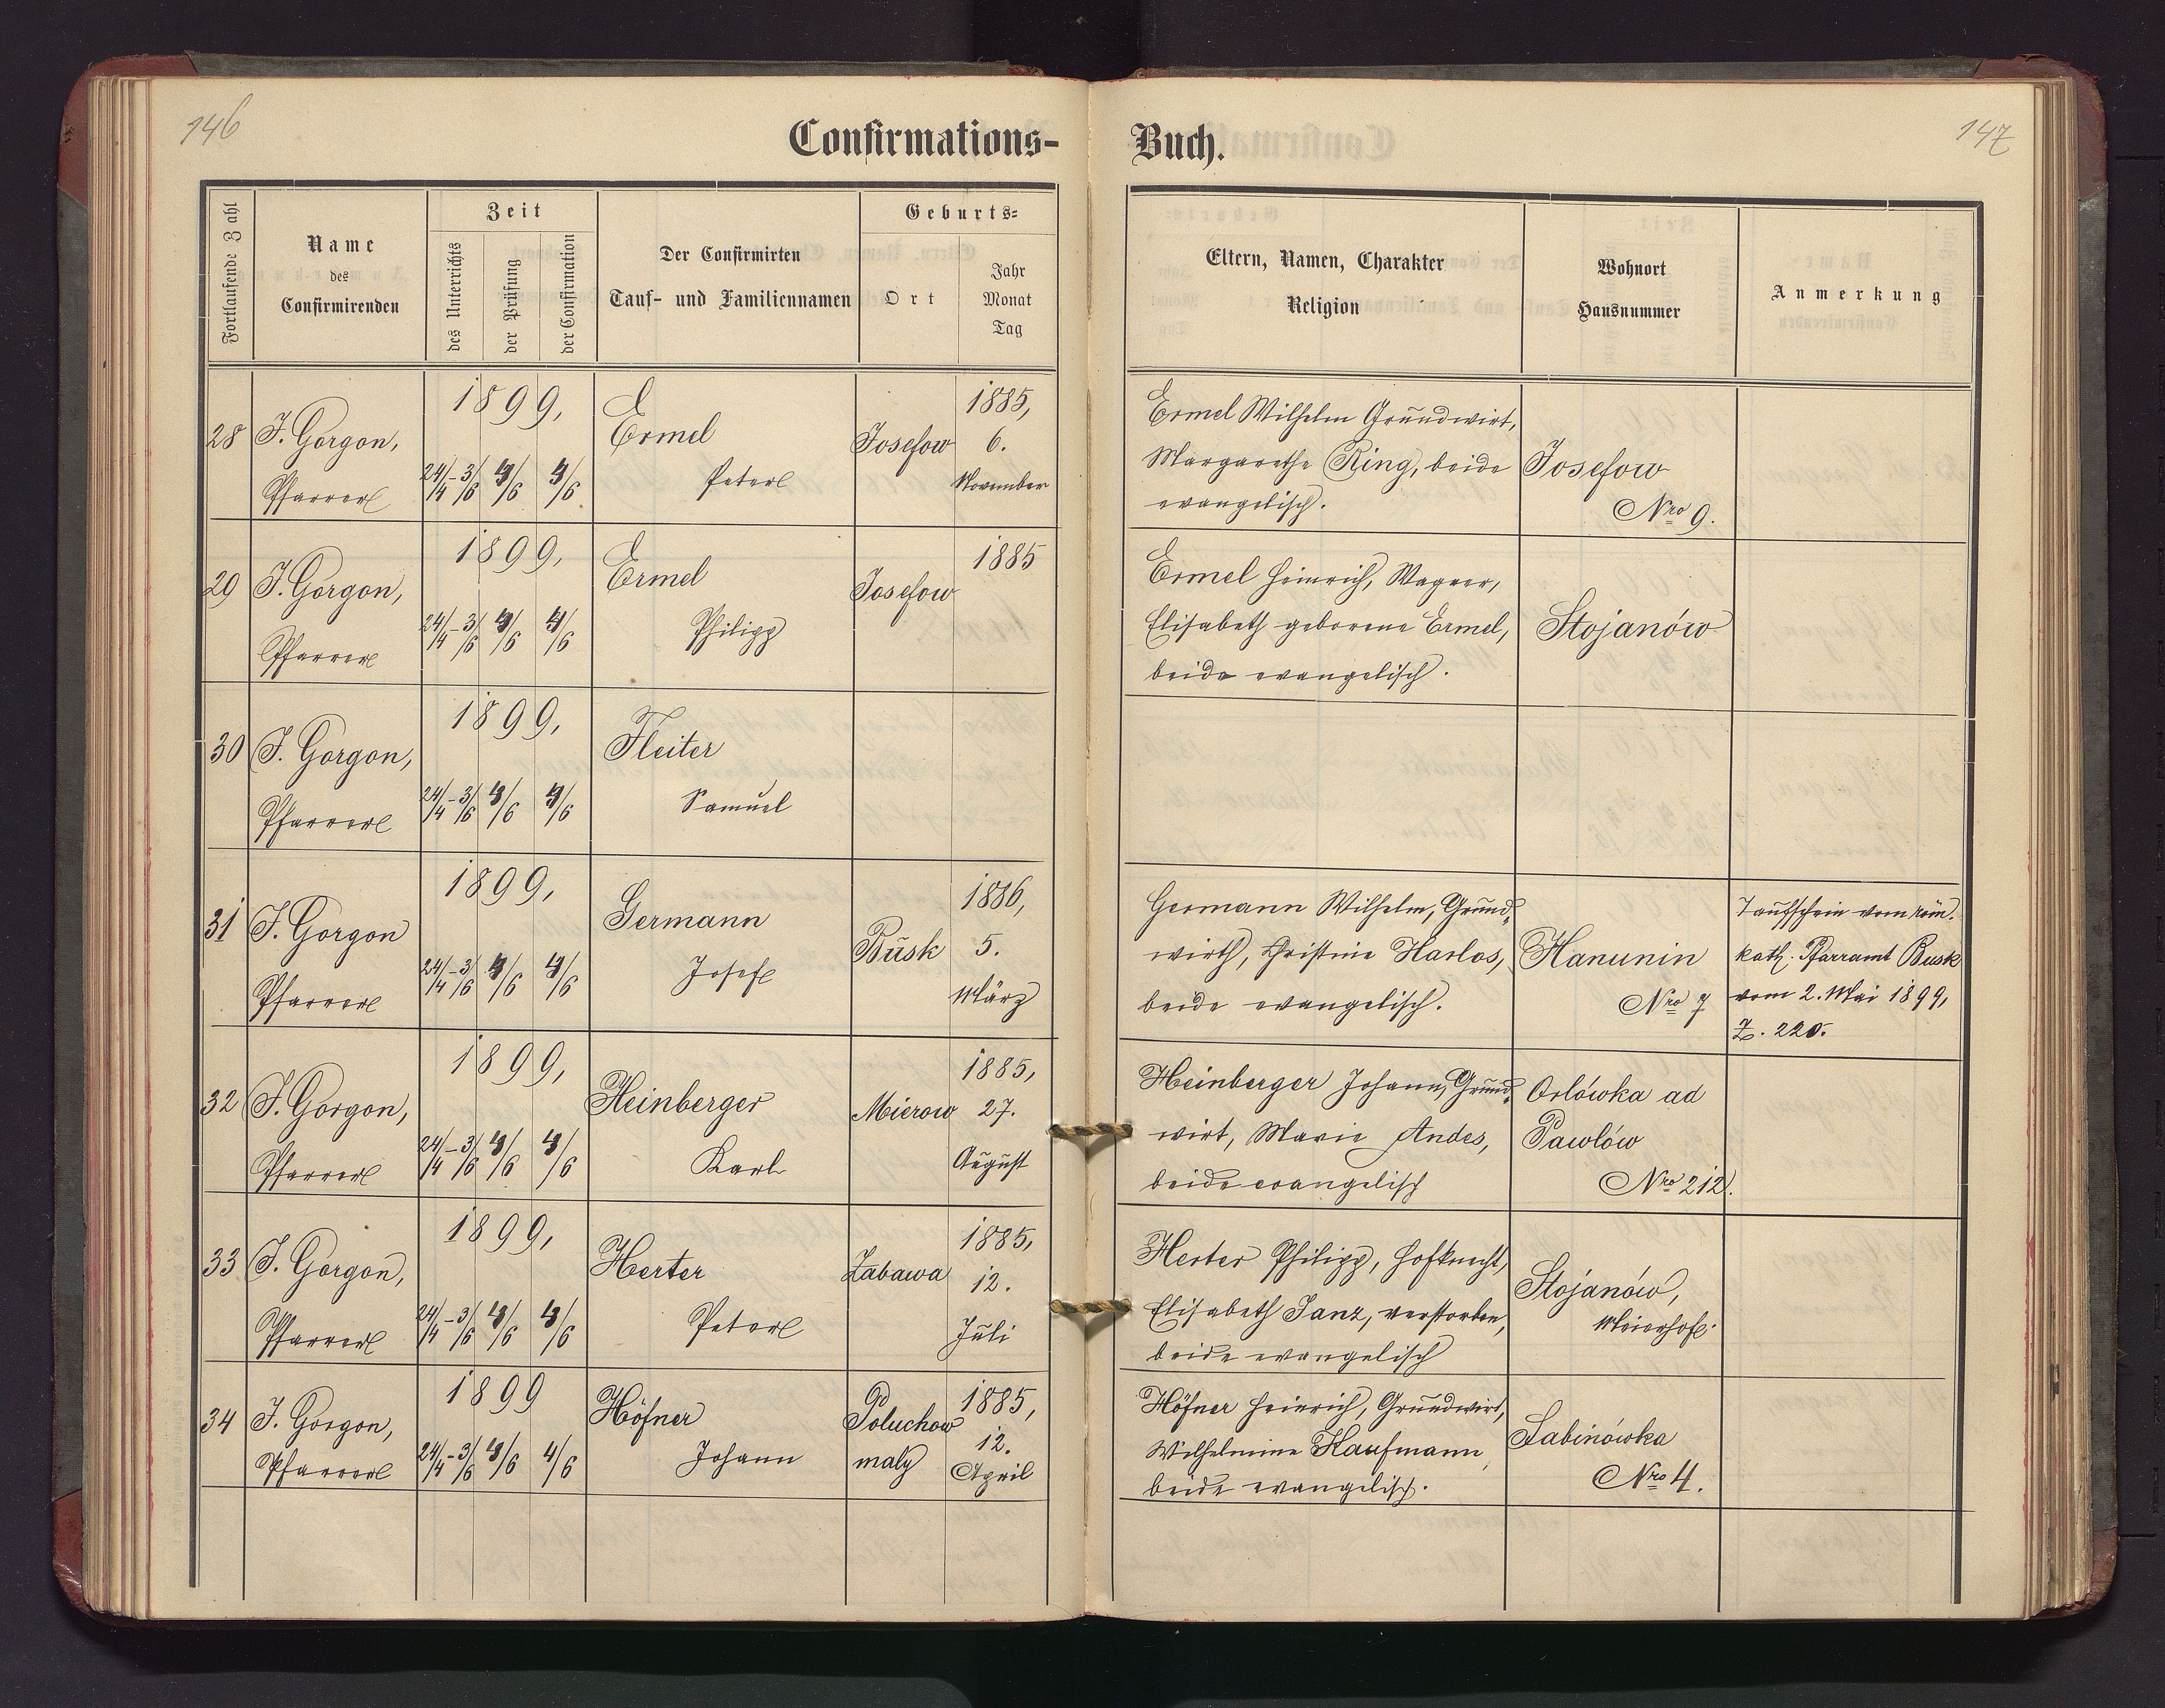 146
147
Confirmations-Buch.
Fortlaufende Zahl
Name
des
Confirmirenden
Zeit
des Unterrichts
der Prüfung
der Confirmation
Der Confirmirten
Tauf- und Familiennamen
Geburts-
Ort
Jahr
Monat
Tag
Eltern, Namen, Charakter
Religion
Wohnort
Hausnummer
Anmerkung
28
J. Gorgon,
Pfarrer
1899,
24/4-3/6 4/6 4/6
Ermel
Peter
Josefow
1885,
6.
November
Ermel Wilhelm Grundwirt,
Margarethe Ring, beide
evangelisch.
Josefow
Nro 9.
29
J. Gorgon,
Pfarrer
1899,
24/4-3/6 4/6 4/6
Ermel
Philipp
Josefow
1885
Ermel Heinrich, Wagner,
Elisabeth geborene Ermel,
beide evangelisch.
Stojanów
30
J. Gorgon,
Pfarrer
1899,
24/4-3/6 4/6 4/6
Fleiter
Samuel
31
J. Gorgon
Pfarrer
1899,
24/4-3/6 4/6 4/6
Germann
Josef
Busk
1886,
5.
März
Germann Wilhelm, Grund-
wirth, Christine Harlos,
beide evangelisch.
Hanunin
Nro 7
Taufschein vom röm.
kath. Pfarramt Busk
vom 2. Mai 1899,
Z. 220.
32
J. Gorgon,
Pfarrer
1899,
24/4-3/6 4/6 4/6
Heinberger
Karl
Mierow
1885,
27.
August
Heinberger Johann, Grund-
wirt, Marie Andes,
beide evangelisch
Orlówka ad
Pawlów
Nro 212.
33
J. Gorgon,
Pfarrer
1899,
24/4-3/6 4/6 4/6
Herter
Peter
Zabawa
1885,
12.
Juli
Herter Philipp, Hofknecht,
Elisabeth Janz, verstorben,
beide evangelisch
Stojanów,
Meierhof.
34
J. Gorgon,
Pfarrer
1899
24/4-3/6 4/6 4/6
Höfner
Johann
Poluchow
maly
1885,
12.
April
Höfner Heinrich, Grundwirt,
Wilhelmine Kaufmann,
beide evangelisch.
Sabinówka
Nro 4.